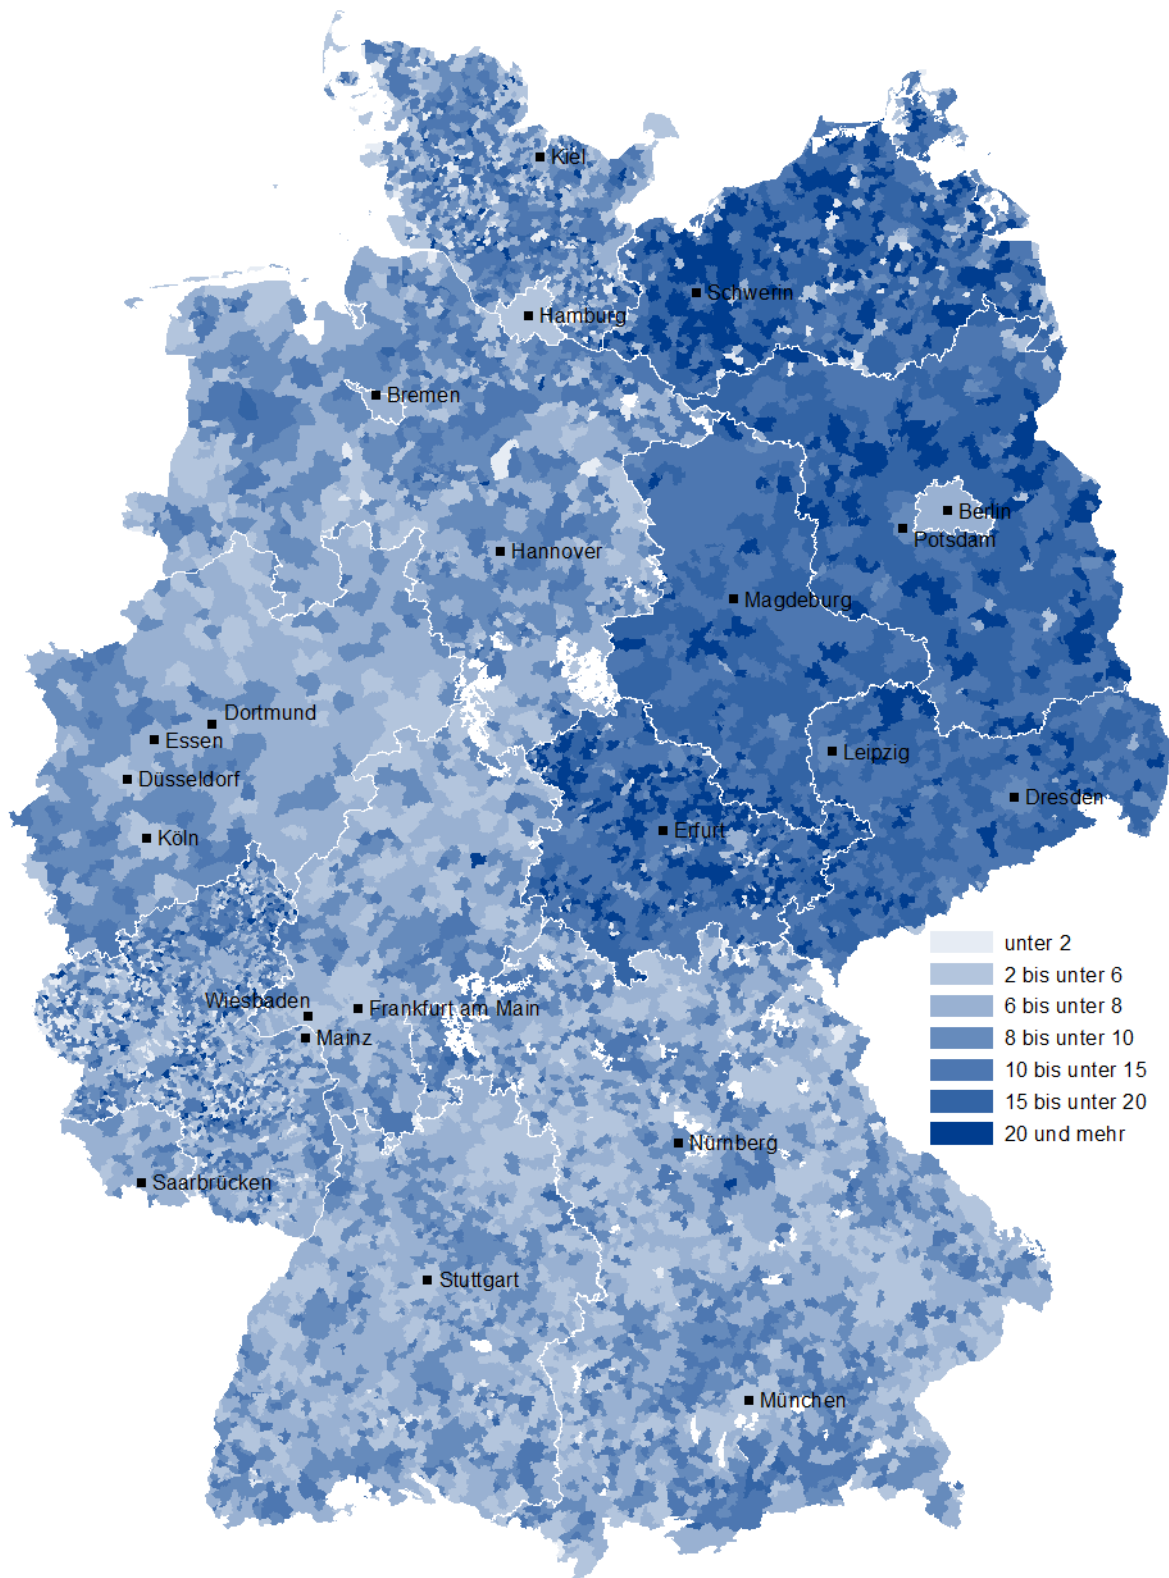 Kiel
Schwerin
Hamburg
Bremen
Berlin
Potsdam
Hannover
Magdeburg
Dortmund
Essen
Düsseldorf
Leipzig
Dresden
Köln
Erfurt
unter 2
2 bis unter 6
6 bis unter 8
8 bis unter 10
10 bis unter 15
15 bis unter 20
20 und mehr
Wiesbaden
Frankfurt am Main
Mainz
Nürnberg
Saarbrücken
Stuttgart
München